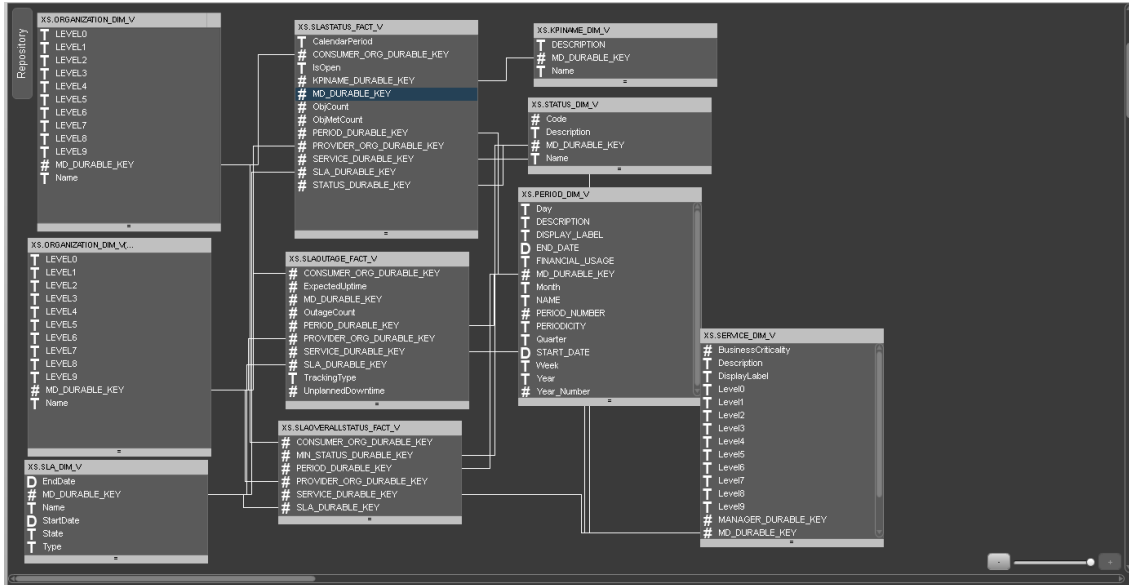 Repository
XS.ORGANIZATION_DIM_V
T LEVEL0
T LEVEL1
T LEVEL2
T LEVEL3
T LEVEL4
T LEVEL5
T LEVEL6
T LEVEL7
T LEVEL8
T LEVEL9
# MD_DURABLE_KEY
T Name
XS.ORGANIZATION_DIM_V(...
T LEVEL0
T LEVEL1
T LEVEL2
T LEVEL3
T LEVEL4
T LEVEL5
T LEVEL6
T LEVEL7
T LEVEL8
T LEVEL9
# MD_DURABLE_KEY
T Name
XS.SLA_DIM_V
D EndDate
# MD_DURABLE_KEY
T Name
D StartDate
T State
T Type
XS.SLASTATUS_FACT_V
T CalendarPeriod
# CONSUMER_ORG_DURABLE_KEY
T IsOpen
# KPINAME_DURABLE_KEY
# MD_DURABLE_KEY
# ObjCount
# ObjMetCount
# PERIOD_DURABLE_KEY
# PROVIDER_ORG_DURABLE_KEY
# SERVICE_DURABLE_KEY
# SLA_DURABLE_KEY
# STATUS_DURABLE_KEY
XS.SLAOUTAGE_FACT_V
# CONSUMER_ORG_DURABLE_KEY
# ExpectedUptime
# MD_DURABLE_KEY
# OutageCount
# PERIOD_DURABLE_KEY
# PROVIDER_ORG_DURABLE_KEY
# SERVICE_DURABLE_KEY
# SLA_DURABLE_KEY
T TrackingType
# UnplannedDowntime
XS.SLAOVERALLSTATUS_FACT_V
# CONSUMER_ORG_DURABLE_KEY
# MIN_STATUS_DURABLE_KEY
# PERIOD_DURABLE_KEY
# PROVIDER_ORG_DURABLE_KEY
# SERVICE_DURABLE_KEY
# SLA_DURABLE_KEY
XS.KPINAME_DIM_V
T DESCRIPTION
# MD_DURABLE_KEY
T Name
XS.STATUS_DIM_V
# Code
T Description
# MD_DURABLE_KEY
T Name
XS.PERIOD_DIM_V
T Day
T DESCRIPTION
T DISPLAY_LABEL
D END_DATE
T FINANCIAL_USAGE
# MD_DURABLE_KEY
T Month
T NAME
# PERIOD_NUMBER
T PERIODICITY
T Quarter
D START_DATE
T Week
T Year
# Year_Number
XS.SERVICE_DIM_V
# BusinessCriticality
T Description
T DisplayLabel
T Level0
T Level1
T Level2
T Level3
T Level4
T Level5
T Level6
T Level7
T Level8
T Level9
# MANAGER_DURABLE_KEY
# MD_DURABLE_KEY